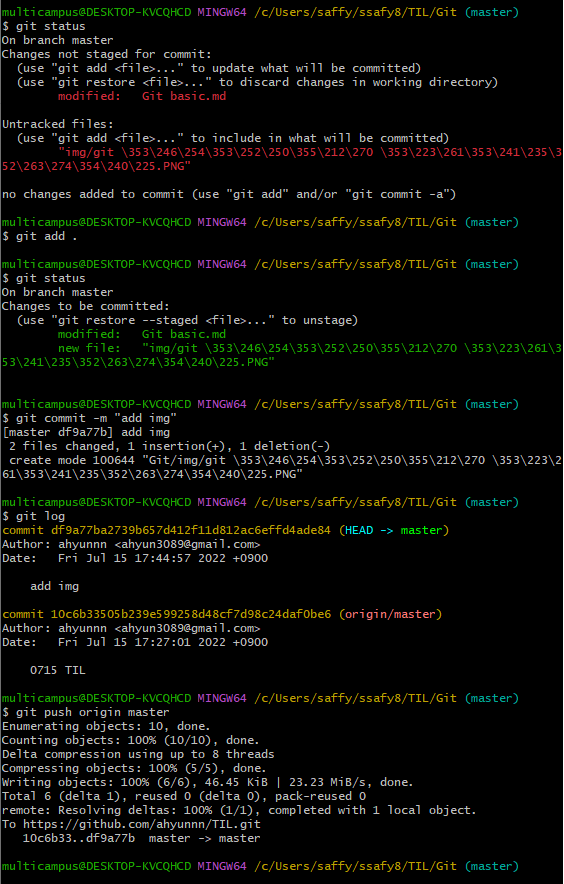 multicampus@DESKTOP-KVCQHCD MINGW64 /c/Users/saffy/ssafy8/TIL/Git (master)
$ git status
On branch master
Changes not staged for commit:
  (use "git add <file>..." to update what will be committed)
  (use "git restore <file>..." to discard changes in working directory)
        modified:   Git basic.md

Untracked files:
  (use "git add <file>..." to include in what will be committed)
        "img/git \353\246\254\353\252\250\355\212\270 \353\223\261\353\241\235\3
52\263\274\354\240\225.PNG"

no changes added to commit (use "git add" and/or "git commit -a")

multicampus@DESKTOP-KVCQHCD MINGW64 /c/Users/saffy/ssafy8/TIL/Git (master)
$ git add .

multicampus@DESKTOP-KVCQHCD MINGW64 /c/Users/saffy/ssafy8/TIL/Git (master)
$ git status
On branch master
Changes to be committed:
  (use "git restore --staged <file>..." to unstage)
        modified:   Git basic.md
        new file:   "img/git \353\246\254\353\252\250\355\212\270 \353\223\261\3
53\241\235\352\263\274\354\240\225.PNG"


multicampus@DESKTOP-KVCQHCD MINGW64 /c/Users/saffy/ssafy8/TIL/Git (master)
$ git commit -m "add img"
[master df9a77b] add img
 2 files changed, 1 insertion(+), 1 deletion(-)
 create mode 100644 "Git/img/git \353\246\254\353\252\250\355\212\270 \353\223\2
61\353\241\235\352\263\274\354\240\225.PNG"

multicampus@DESKTOP-KVCQHCD MINGW64 /c/Users/saffy/ssafy8/TIL/Git (master)
$ git log
commit df9a77ba2739b657d412f11d812ac6effd4ade84 (HEAD -> master)
Author: ahyunnn <ahyun3089@gmail.com>
Date:   Fri Jul 15 17:44:57 2022 +0900

    add img

commit 10c6b33505b239e599258d48cf7d98c24daf0be6 (origin/master)
Author: ahyunnn <ahyun3089@gmail.com>
Date:   Fri Jul 15 17:27:01 2022 +0900

    0715 TIL

multicampus@DESKTOP-KVCQHCD MINGW64 /c/Users/saffy/ssafy8/TIL/Git (master)
$ git push origin master
Enumerating objects: 10, done.
Counting objects: 100% (10/10), done.
Delta compression using up to 8 threads
Compressing objects: 100% (5/5), done.
Writing objects: 100% (6/6), 46.45 KiB | 23.23 MiB/s, done.
Total 6 (delta 1), reused 0 (delta 0), pack-reused 0
remote: Resolving deltas: 100% (1/1), completed with 1 local object.
To https://github.com/ahyunnn/TIL.git
   10c6b33..df9a77b  master -> master

multicampus@DESKTOP-KVCQHCD MINGW64 /c/Users/saffy/ssafy8/TIL/Git (master)